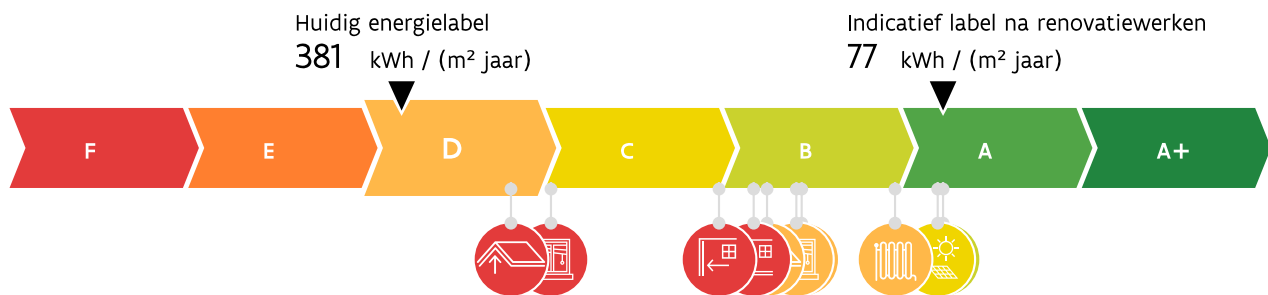 Huidig energielabel
381 kWh / (m² jaar)
Indicatief label na renovatiewerken
77 kWh / (m² jaar)
F E D C B A A+